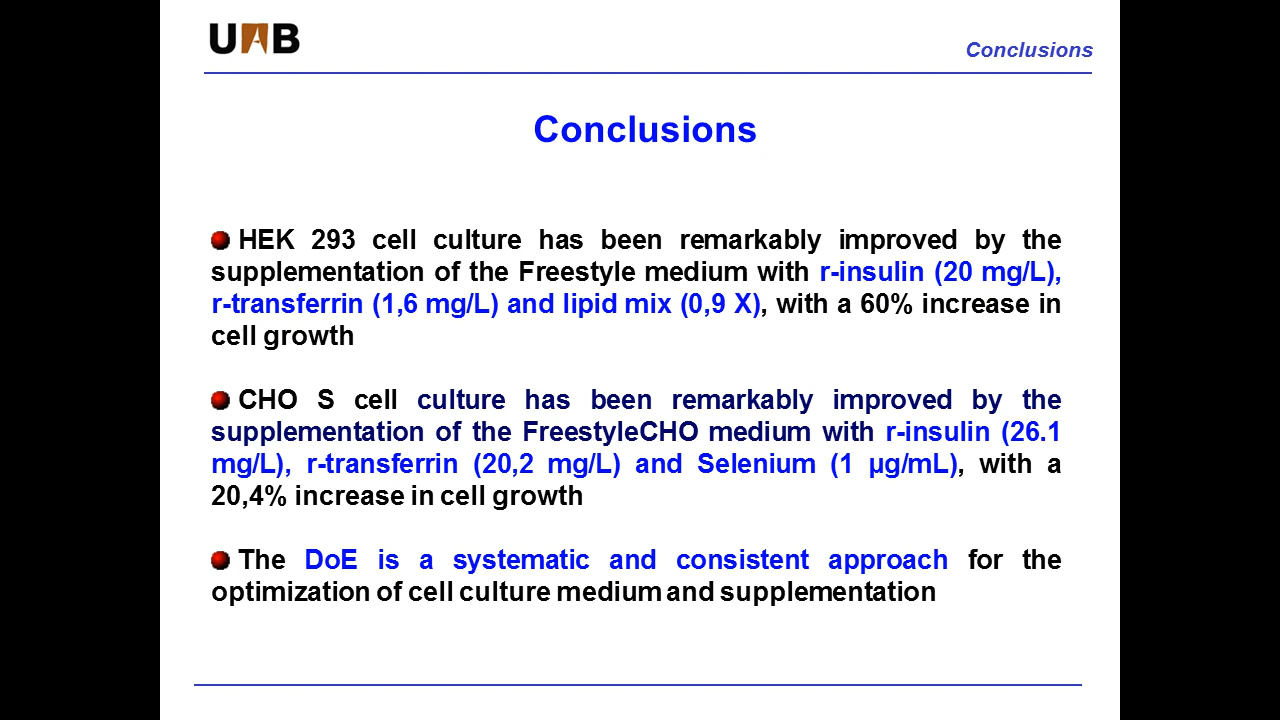 UAB
Conclusions
Conclusions
HEK 293 cell culture has been remarkably improved by the
supplementation of the Freestyle medium with r-insulin (20 mg/L),
r-transferrin (1,6 mg/L) and lipid mix (0,9 X), with a 60% increase in
cell growth
CHO S cell culture has been remarkably improved by the
supplementation of the FreestyleCHO medium with r-insulin (26.1
mg/L), r-transferrin (20,2 mg/L) and Selenium (1 µg/mL), with a
20,4% increase in cell growth
The DoE is a systematic and consistent approach for the
optimization of cell culture medium and supplementation